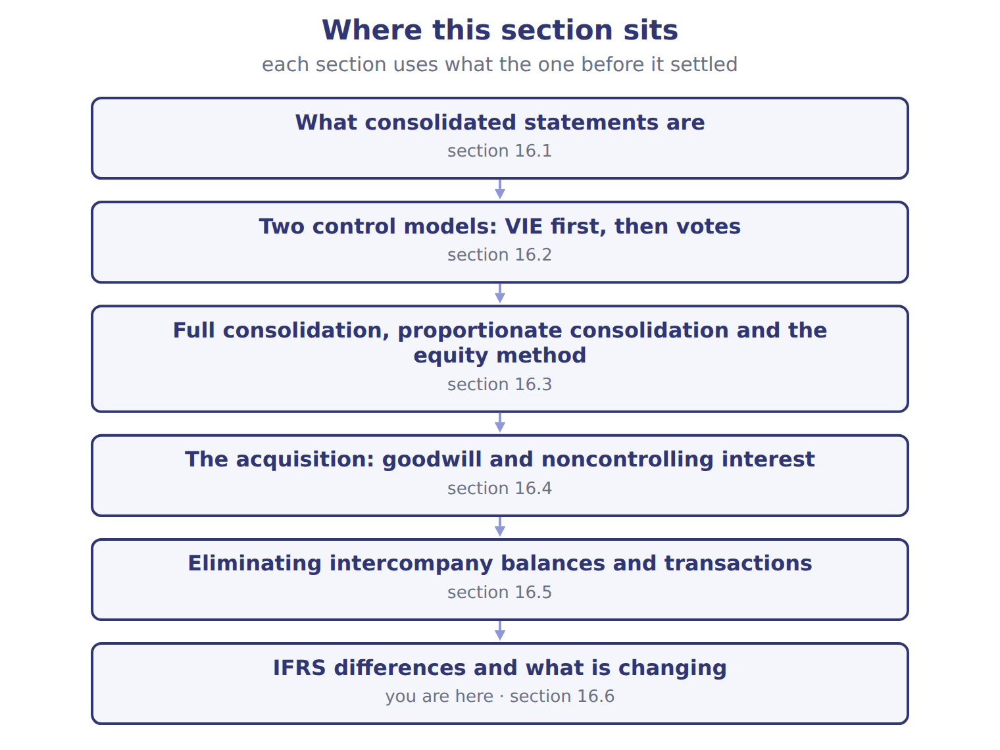 Where this section sits
each section uses what the one before it settled
What consolidated statements are
section 16.1
Two control models: VIE first, then votes
section 16.2
Full consolidation, proportionate consolidation and the
equity method
section 16.3
The acquisition: goodwill and noncontrolling interest
section 16.4
Eliminating intercompany balances and transactions
section 16.5
IFRS differences and what is changing
you are here · section 16.6